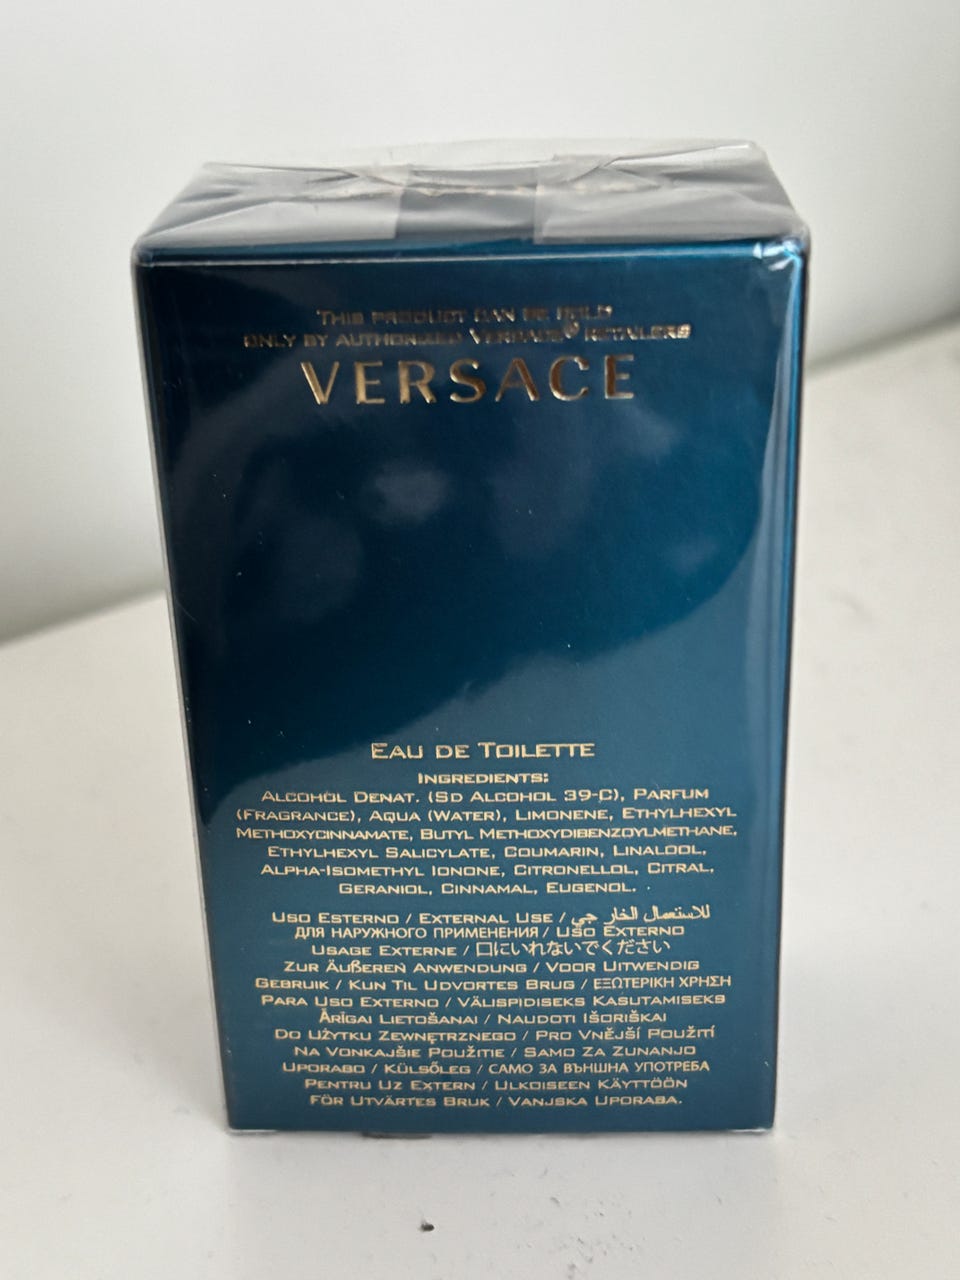 THIS PRODUCT CAN BE SOLD
ONLY BY AUTHORIZED VERSACE® RETAILERS
VERSACE
EAU DE TOILETTE
INGREDIENTS:
ALCOHOL DENAT. (SD ALCOHOL 39-C), PARFUM
(FRAGRANCE), AQUA (WATER), LIMONENE, ETHYLHEXYL
METHOXYCINNAMATE, BUTYL METHOXYDIBENZOYLMETHANE,
ETHYLHEXYL SALICYLATE, COUMARIN, LINALOOL,
ALPHA-ISOMETHYL IONONE, CITRONELLOL, CITRAL,
GERANIOL, CINNAMAL, EUGENOL.
USO ESTERNO / EXTERNAL USE / للاستعمال الخارجي
ДЛЯ НАРУЖНОГО ПРИМЕНЕНИЯ / USO EXTERNO
USAGE EXTERNE / 口にいれないでください
ZUR ÄUßEREN ANWENDUNG / VOOR UITWENDIG
GEBRUIK / KUN TIL UDVORTES BRUG / ΕΞΩΤΕΡΙΚΗ ΧΡΗΣΗ
PARA USO EXTERNO / VÄLISPIDISEKS KASUTAMISEKS
ĀRĪGAI LIETOŠANAI / NAUDOTI IŠORIŠKAI
DO UŻYTKU ZEWNĘTRZNEGO / PRO VNĚJŠÍ POUŽITÍ
NA VONKAJŠIE POUŽITIE / SAMO ZA ZUNANJO
UPORABO / KÜLSŐLEG / САМО ЗА ВЪНШНА УПОТРЕБА
PENTRU UZ EXTERN / ULKOISEEN KÄYTTÖÖN
FÖR UTVÄRTES BRUK / VANJSKA UPORABA.